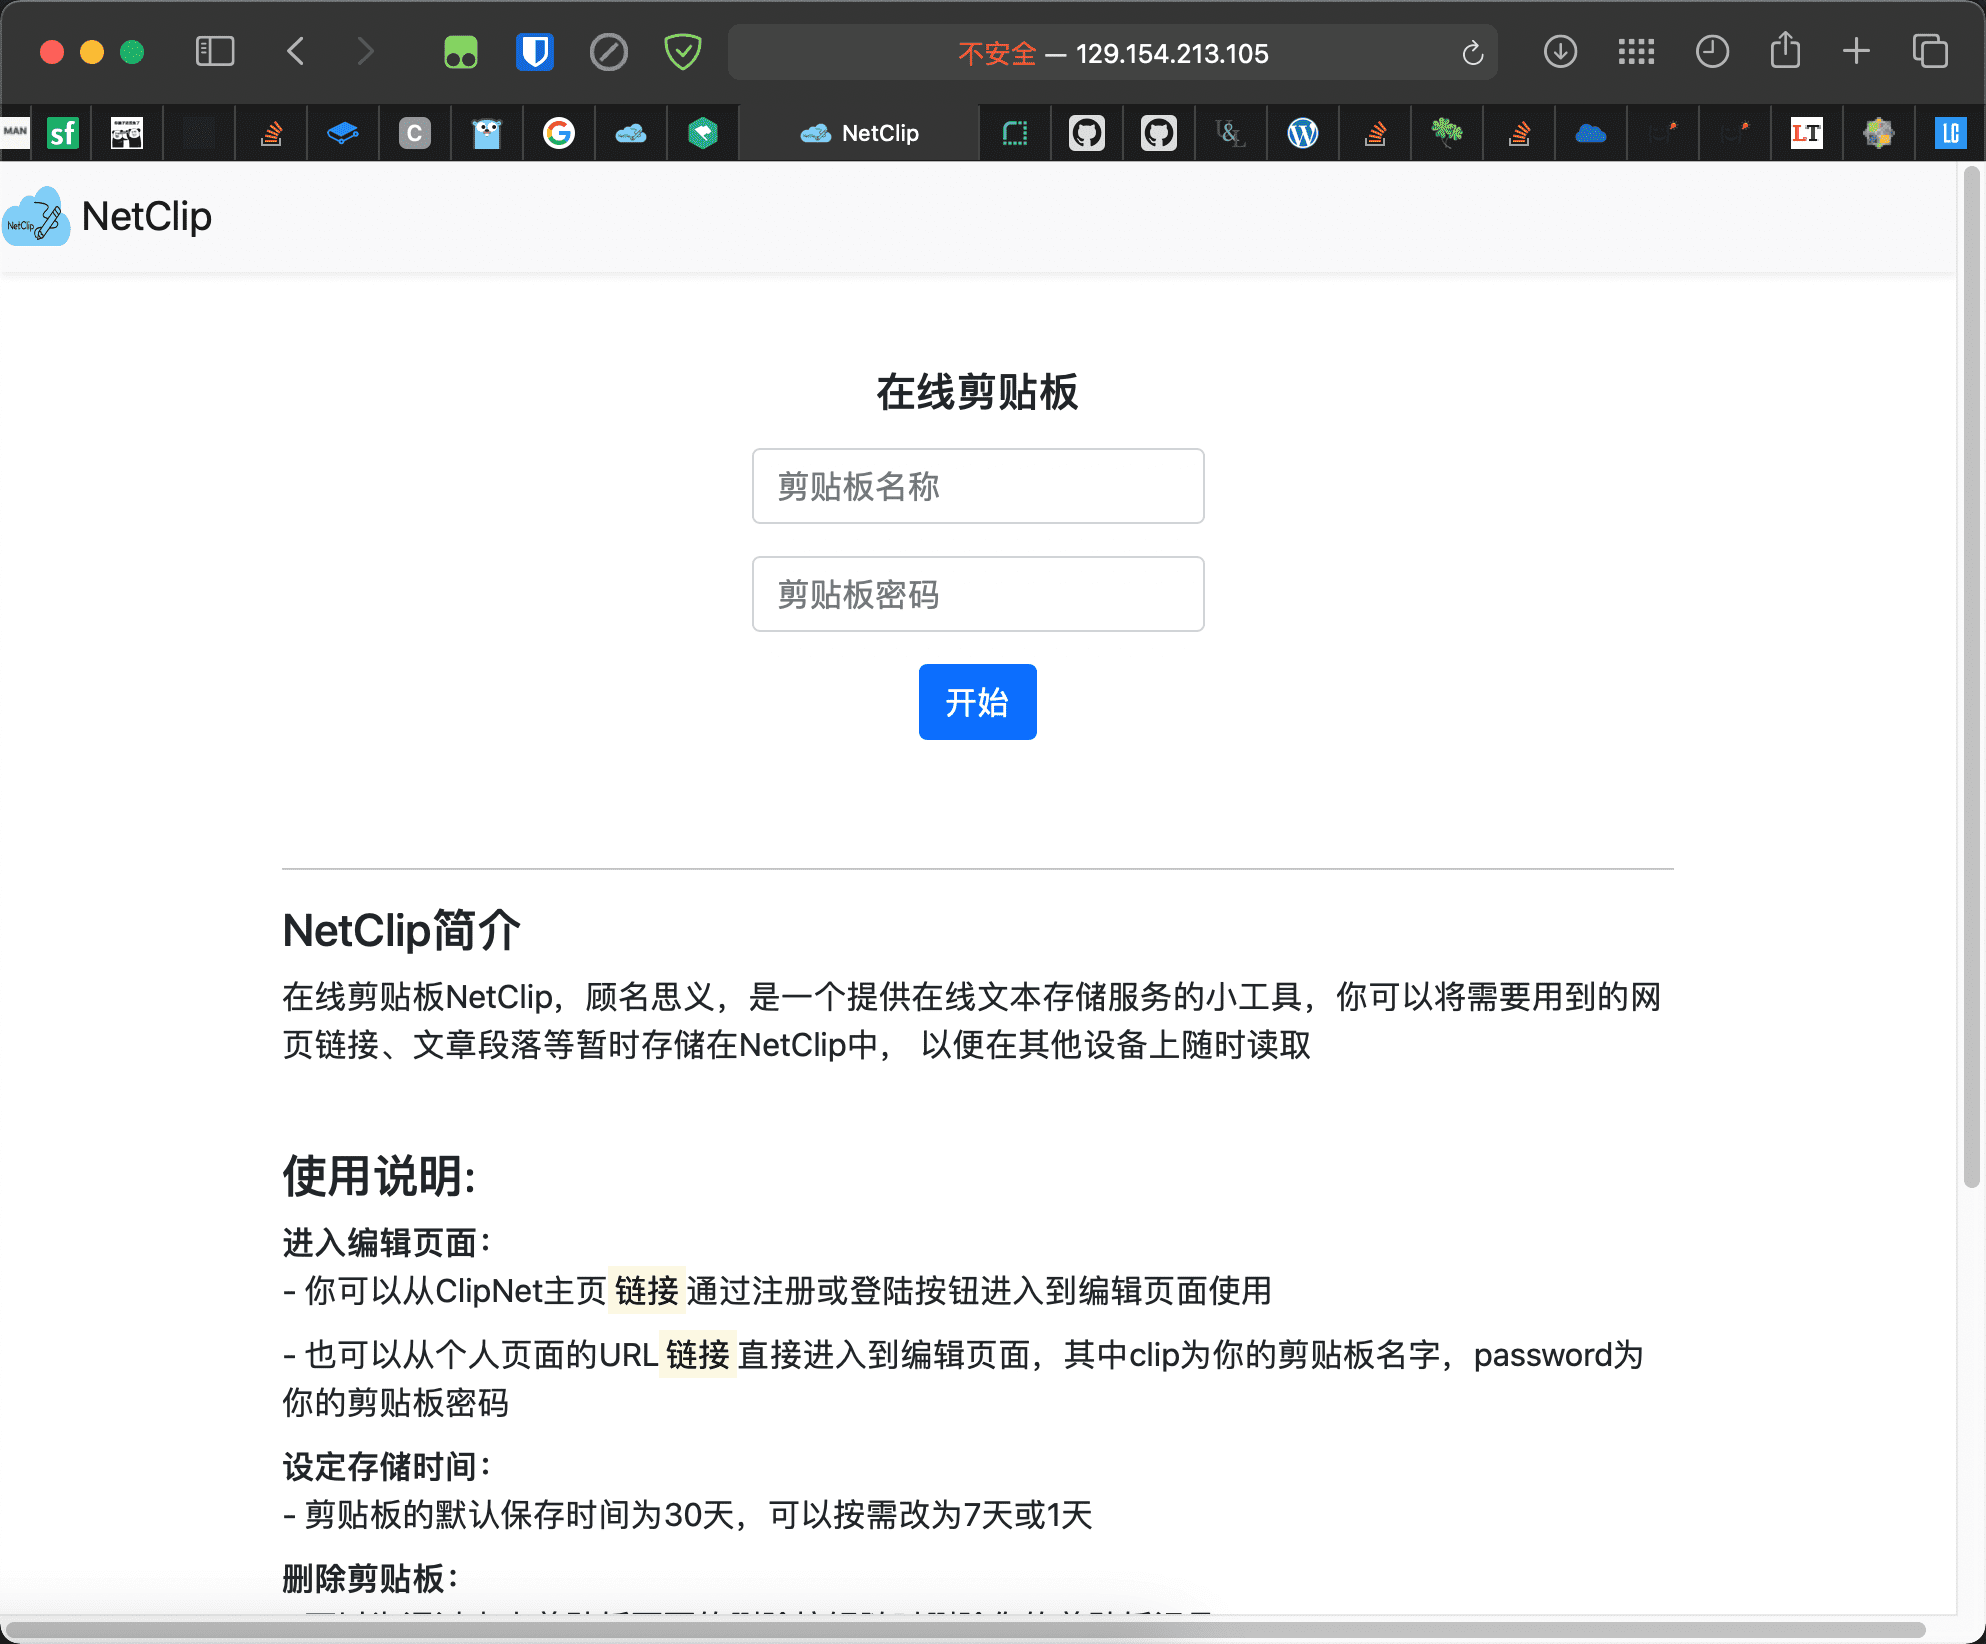 不安全 — 129.154.213.105
MAN
sf
C
NetClip
U&L
LT
LC
NetClip
NetClip
在线剪贴板
剪贴板名称
剪贴板密码
开始
NetClip简介
在线剪贴板NetClip，顾名思义，是一个提供在线文本存储服务的小工具，你可以将需要用到的网
页链接、文章段落等暂时存储在NetClip中， 以便在其他设备上随时读取
使用说明:
进入编辑页面：
- 你可以从ClipNet主页 链接 通过注册或登陆按钮进入到编辑页面使用
- 也可以从个人页面的URL 链接 直接进入到编辑页面，其中clip为你的剪贴板名字，password为
你的剪贴板密码
设定存储时间：
- 剪贴板的默认保存时间为30天，可以按需改为7天或1天
删除剪贴板：